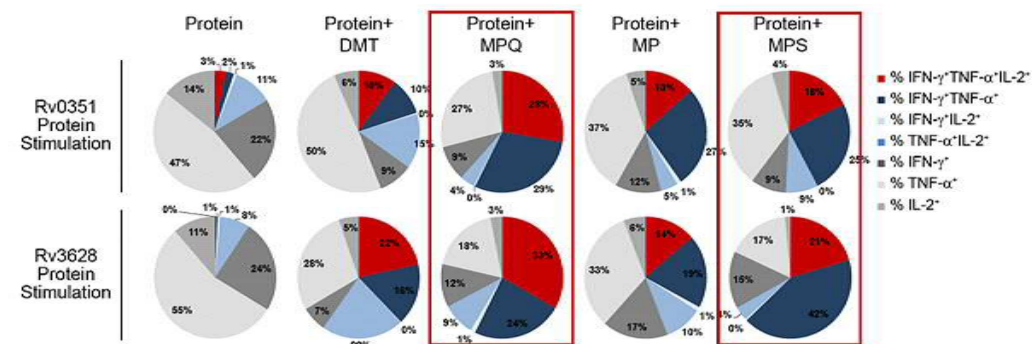 Protein
Protein+
DMT
Protein+
MPQ
Protein+
MP
Protein+
MPS
Rv0351
Protein
Stimulation
3% 2% 1% 11% 22% 47% 14%
10% 10% 0% 15% 9% 50% 6%
29% 0% 4% 9% 27% 3%
13% 27% 1% 5% 12% 37% 5%
18% 25% 0% 9% 9% 35% 4%
Rv3628
Protein
Stimulation
0% 1% 1% 8% 24% 55% 11%
22% 16% 0% 7% 28% 5%
33% 24% 1% 9% 12% 18% 3%
14% 19% 1% 10% 17% 33% 6%
21% 42% 0% 4% 15% 17% 1%
% IFN-γ⁺TNF-α⁺IL-2⁺
% IFN-γ⁺TNF-α⁺
% IFN-γ⁺IL-2⁺
% TNF-α⁺IL-2⁺
% IFN-γ⁺
% TNF-α⁺
% IL-2⁺